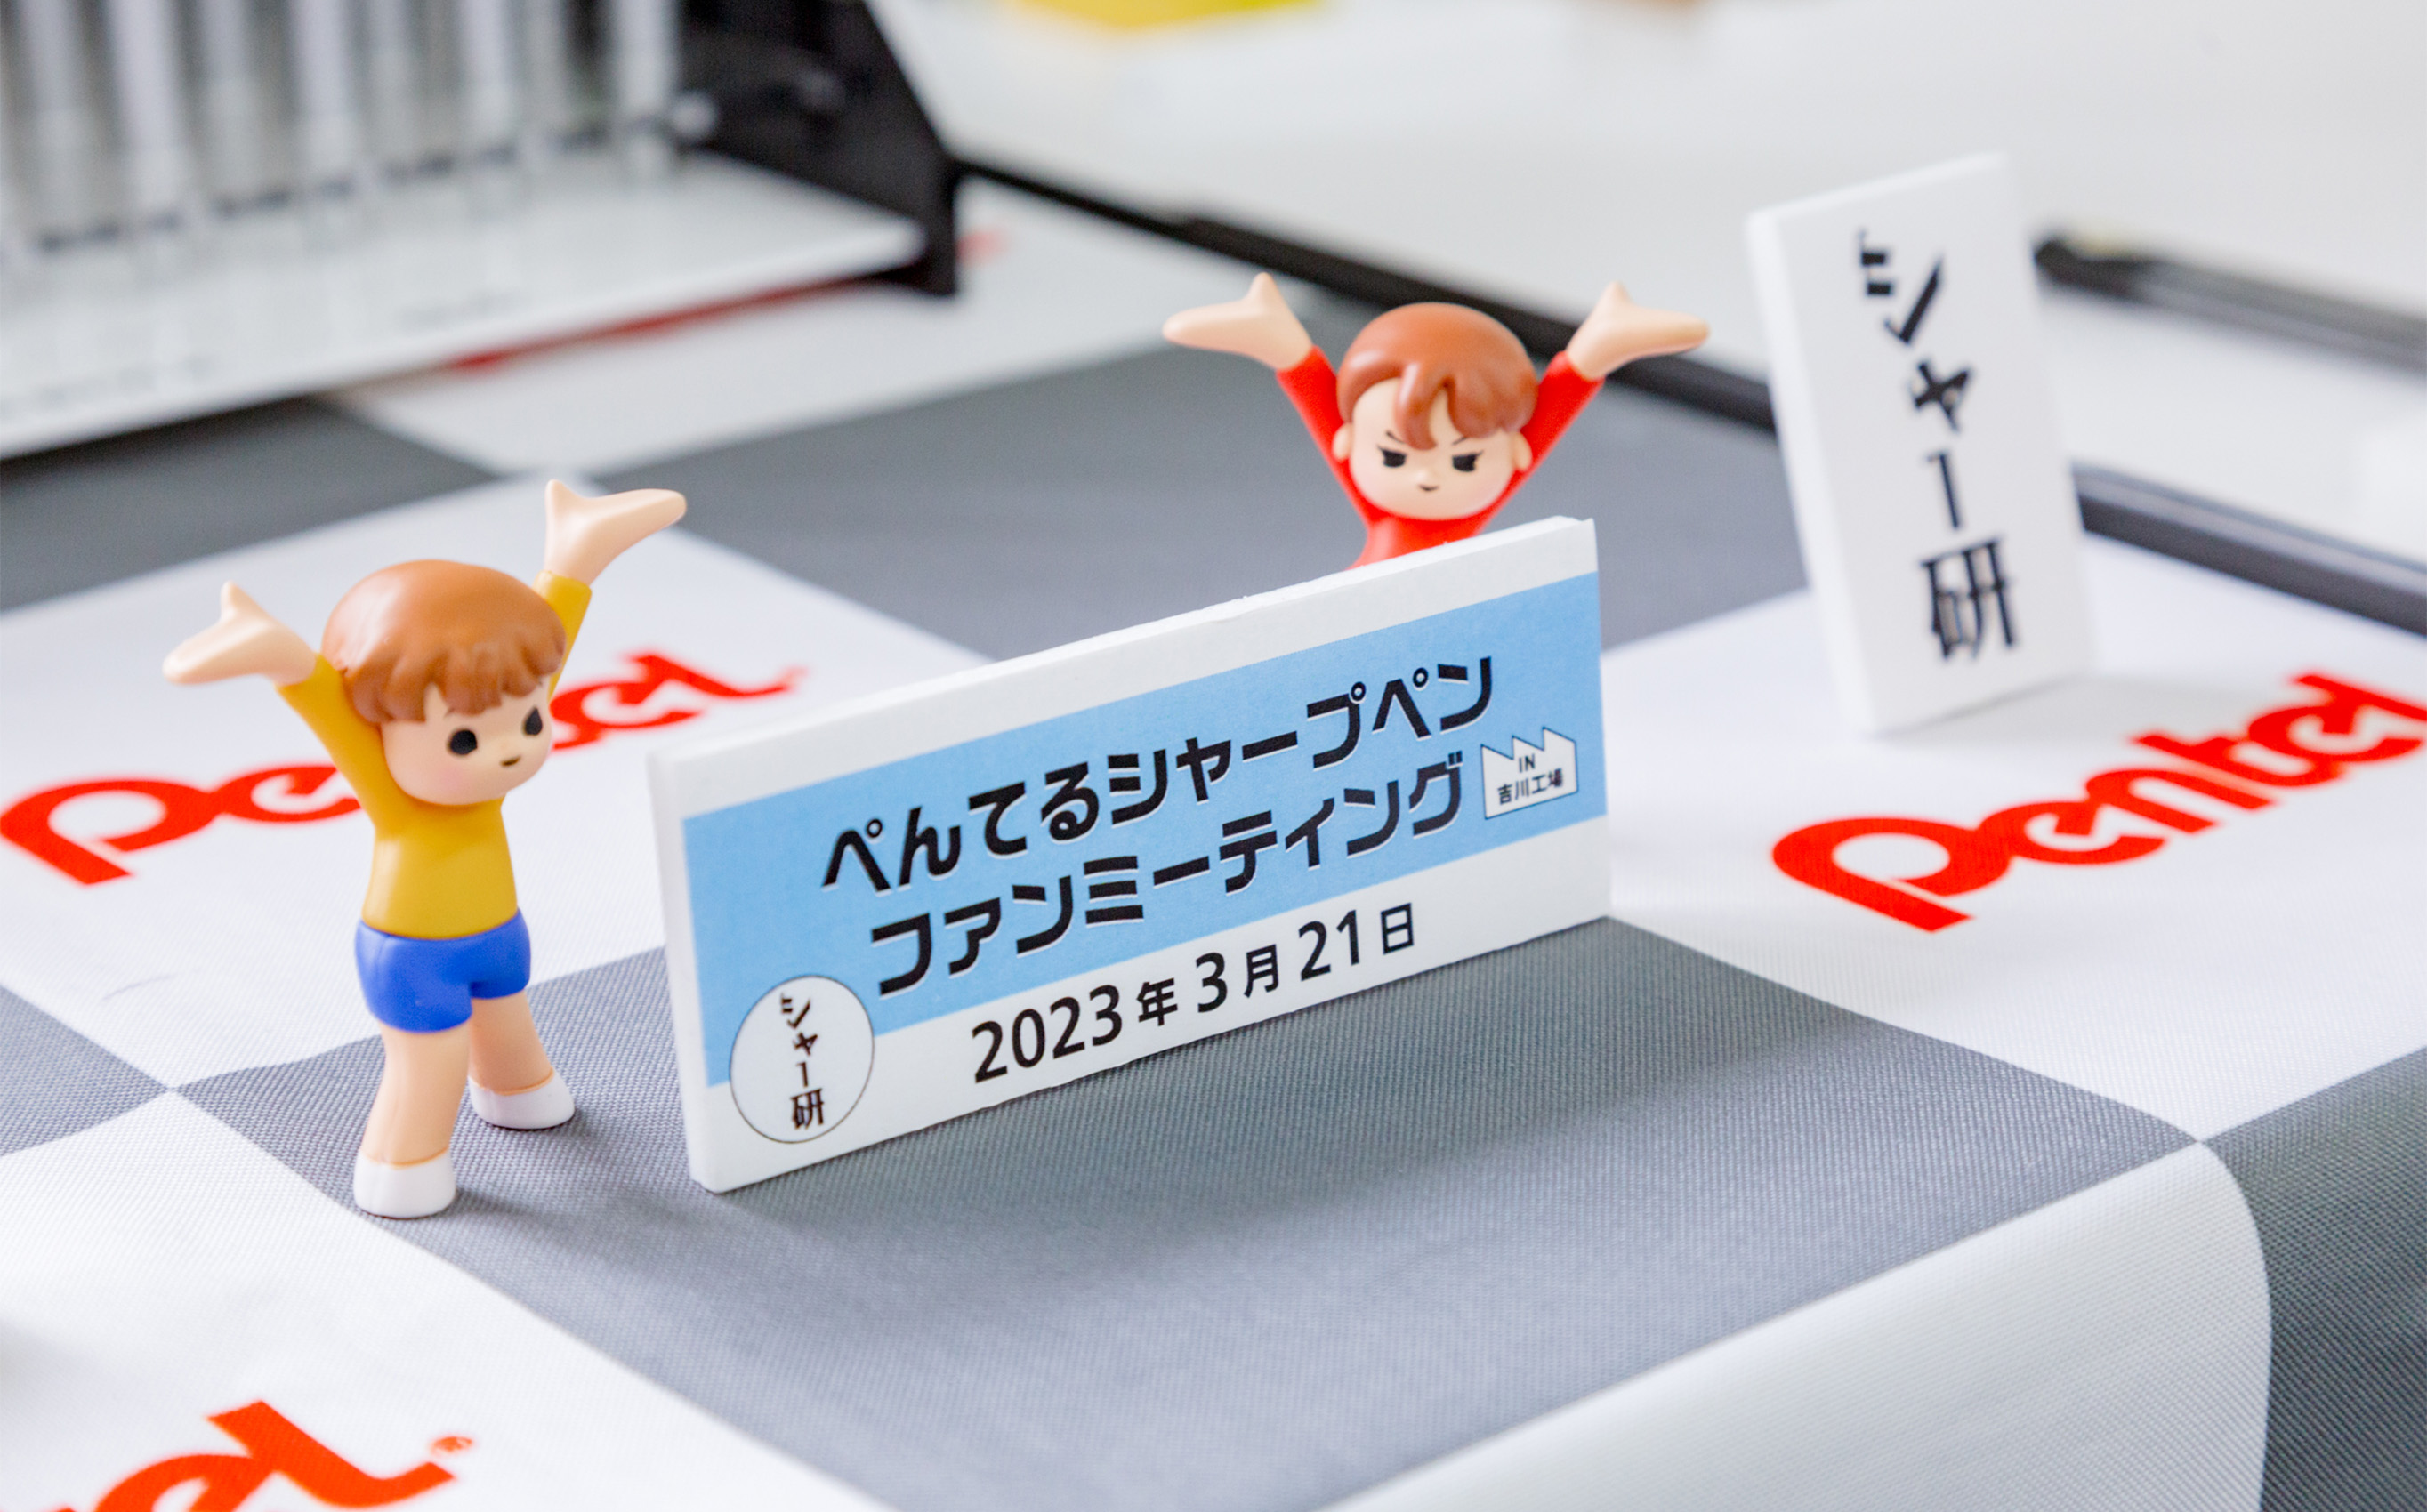 シャー研
Pentel
ぺんてるシャープペン
ファンミーティング
IN
吉川工場
2023年3月21日
シャー研
Pentel